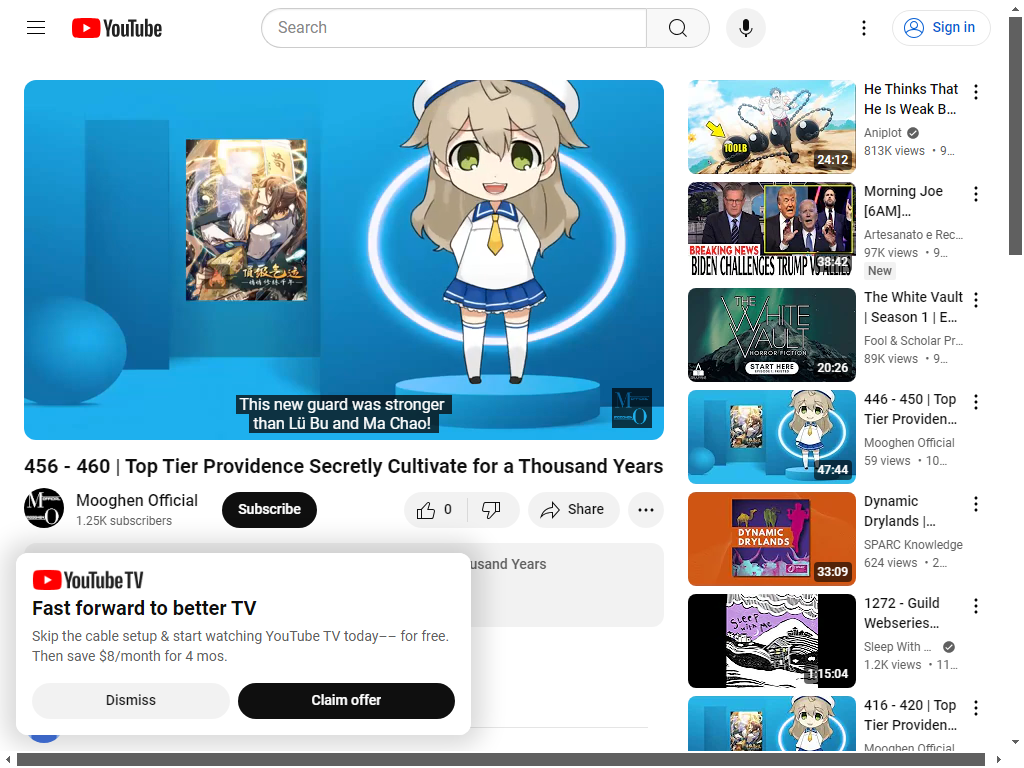 YouTube
Search
Sign in
This new guard was stronger
than Lü Bu and Ma Chao!
456 - 460 | Top Tier Providence Secretly Cultivate for a Thousand Years
Mooghen Official
1.25K subscribers
Subscribe
0
Share
usand Years
YouTube TV
Fast forward to better TV
Skip the cable setup & start watching YouTube TV today–– for free.
Then save $8/month for 4 mos.
Dismiss
Claim offer
100LB
24:12
He Thinks That
He Is Weak B...
Aniplot
813K views • 9...
BREAKING NEWS
BIDEN CHALLENGES TRUMP VS ALLIES
38:42
Morning Joe
[6AM]...
Artesanato e Rec...
97K views • 9...
New
THE
WHITE
VAULT
HORROR FICTION
START HERE
20:26
The White Vault
| Season 1 | E...
Fool & Scholar Pr...
89K views • 9...
47:44
446 - 450 | Top
Tier Providen...
Mooghen Official
59 views • 10...
DYNAMIC
DRYLANDS
33:09
Dynamic
Drylands |...
SPARC Knowledge
624 views • 2...
SLEEP
WITH ME
1:15:04
1272 - Guild
Webseries...
Sleep With ...
1.2K views • 11...
416 - 420 | Top
Tier Providen...
Mooghen Official